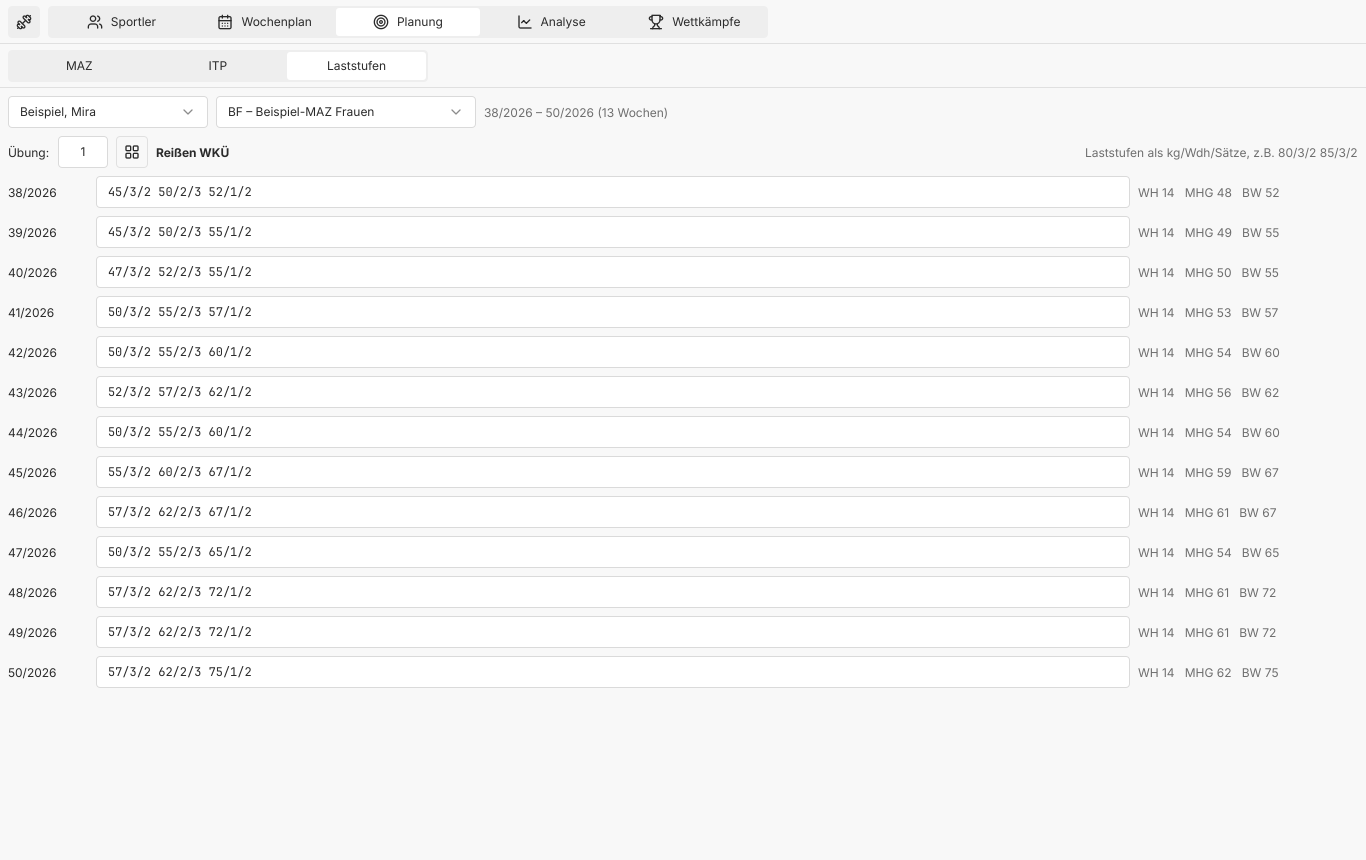 Sportler Wochenplan Planung Analyse Wettkämpfe
MAZ ITP Laststufen
Beispiel, Mira BF – Beispiel-MAZ Frauen 38/2026 – 50/2026 (13 Wochen)
Übung: 1 Reißen WKÜ Laststufen als kg/Wdh/Sätze, z.B. 80/3/2 85/3/2
38/2026 45/3/2 50/2/3 52/1/2 WH 14 MHG 48 BW 52
39/2026 45/3/2 50/2/3 55/1/2 WH 14 MHG 49 BW 55
40/2026 47/3/2 52/2/3 55/1/2 WH 14 MHG 50 BW 55
41/2026 50/3/2 55/2/3 57/1/2 WH 14 MHG 53 BW 57
42/2026 50/3/2 55/2/3 60/1/2 WH 14 MHG 54 BW 60
43/2026 52/3/2 57/2/3 62/1/2 WH 14 MHG 56 BW 62
44/2026 50/3/2 55/2/3 60/1/2 WH 14 MHG 54 BW 60
45/2026 55/3/2 60/2/3 67/1/2 WH 14 MHG 59 BW 67
46/2026 57/3/2 62/2/3 67/1/2 WH 14 MHG 61 BW 67
47/2026 50/3/2 55/2/3 65/1/2 WH 14 MHG 54 BW 65
48/2026 57/3/2 62/2/3 72/1/2 WH 14 MHG 61 BW 72
49/2026 57/3/2 62/2/3 72/1/2 WH 14 MHG 61 BW 72
50/2026 57/3/2 62/2/3 75/1/2 WH 14 MHG 62 BW 75